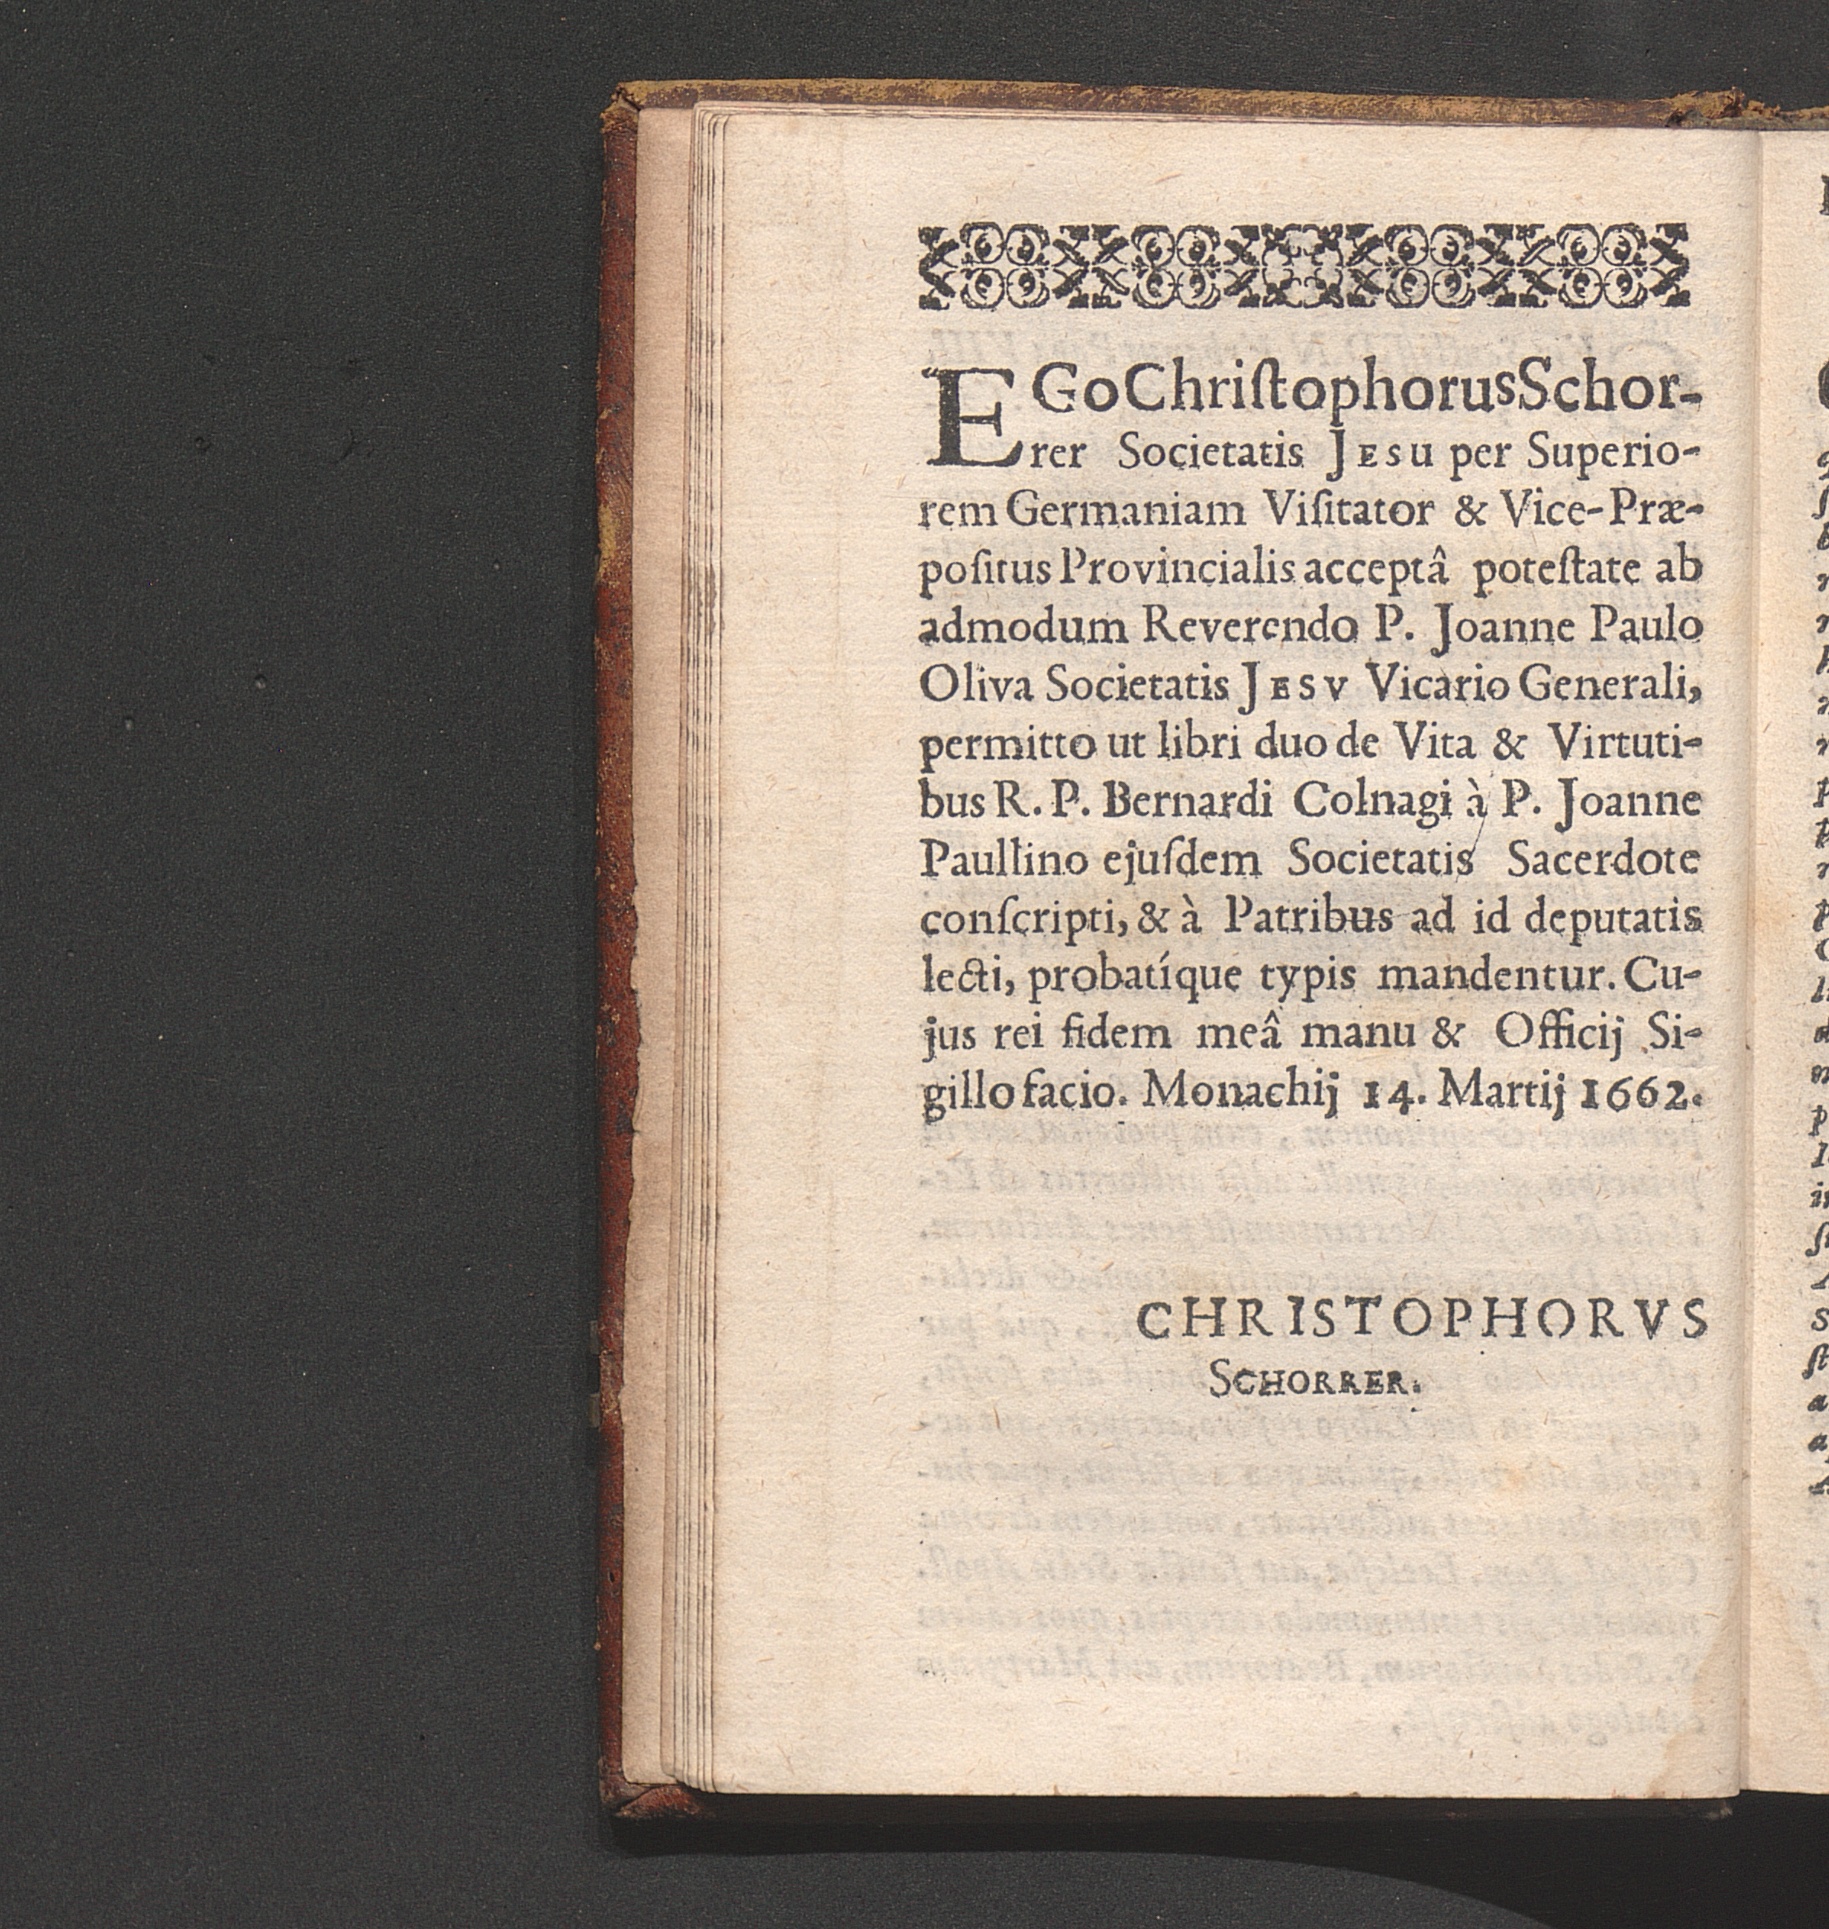 EGo Chriſtophorus Schor-
rer Societatis JESU per Superio-
rem Germaniam Viſitator & Vice-Præ-
poſitus Provincialis acceptâ poteſtate ab
admodum Reverendo P. Joanne Paulo
Oliva Societatis JESV Vicario Generali,
permitto ut libri duo de Vita & Virtuti-
bus R. P. Bernardi Colnagi à P. Joanne
Paullino ejuſdem Societatis Sacerdote
conſcripti, & à Patribus ad id deputatis
lecti, probatíque typis mandentur. Cu-
jus rei fidem meâ manu & Officij Si-
gillo facio. Monachij 14. Martij 1662.
CHRISTOPHORVS
SCHORRER.